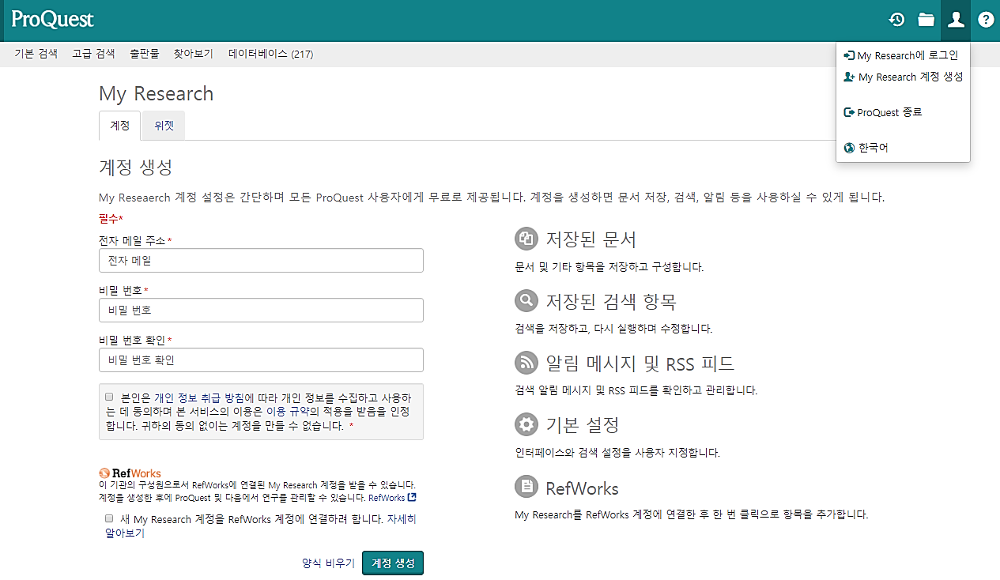 ProQuest
기본 검색 고급 검색 출판물 찾아보기 데이터베이스 (217)
My Research에 로그인
My Research 계정 생성
ProQuest 종료
한국어
My Research
계정 위젯
계정 생성
My Reseaerch 계정 설정은 간단하며 모든 ProQuest 사용자에게 무료로 제공됩니다. 계정을 생성하면 문서 저장, 검색, 알림 등을 사용하실 수 있게 됩니다.
필수*
전자 메일 주소*
전자 메일
비밀 번호*
비밀 번호
비밀 번호 확인*
비밀 번호 확인
본인은 개인 정보 취급 방침에 따라 개인 정보를 수집하고 사용하
는 데 동의하며 본 서비스의 이용은 이용 규약의 적용을 받음을 인정
합니다. 귀하의 동의 없이는 계정을 만들 수 없습니다. *
RefWorks
이 기관의 구성원으로서 RefWorks에 연결된 My Research 계정을 받을 수 있습니다.
계정을 생성한 후에 ProQuest 및 다음에서 연구를 관리할 수 있습니다. RefWorks
새 My Research 계정을 RefWorks 계정에 연결하려 합니다. 자세히
알아보기
양식 비우기 계정 생성
저장된 문서
문서 및 기타 항목을 저장하고 구성합니다.
저장된 검색 항목
검색을 저장하고, 다시 실행하며 수정합니다.
알림 메시지 및 RSS 피드
검색 알림 메시지 및 RSS 피드를 확인하고 관리합니다.
기본 설정
인터페이스와 검색 설정을 사용자 지정합니다.
RefWorks
My Research를 RefWorks 계정에 연결한 후 한 번 클릭으로 항목을 추가합니다.